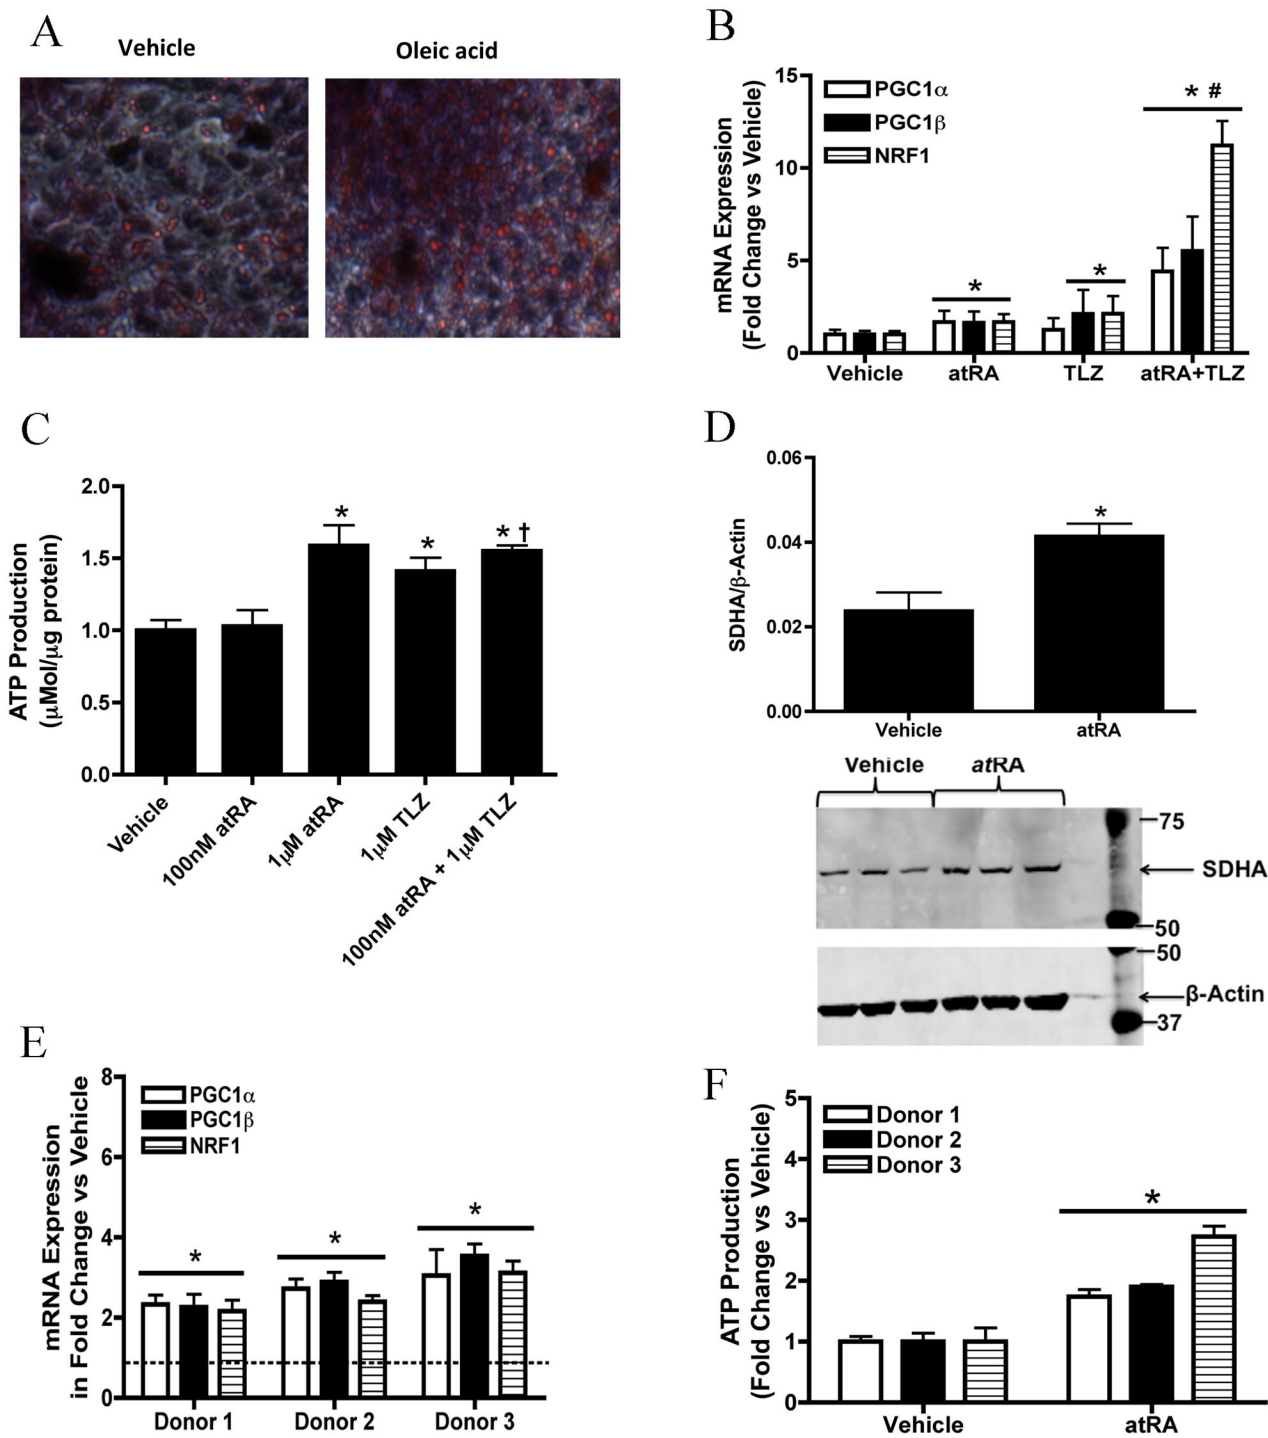 A
Vehicle
Oleic acid
B
mRNA Expression
(Fold Change vs Vehicle)
15
10
5
0
PGC1α
PGC1β
NRF1
*
*
* #
Vehicle
atRA
TLZ
atRA+TLZ
C
ATP Production
(μMol/μg protein)
2.0
1.5
1.0
0.5
0.0
*
*
* †
Vehicle
100nM atRA
1μM atRA
1μM TLZ
100nM atRA + 1μM TLZ
D
SDHA/β-Actin
0.06
0.04
0.02
0.00
*
Vehicle
atRA
Vehicle
atRA
75
SDHA
50
50
β-Actin
37
E
mRNA Expression
in Fold Change vs Vehicle
8
6
4
2
0
PGC1α
PGC1β
NRF1
*
*
*
Donor 1
Donor 2
Donor 3
F
ATP Production
(Fold Change vs Vehicle)
5
4
3
2
1
0
Donor 1
Donor 2
Donor 3
*
Vehicle
atRA